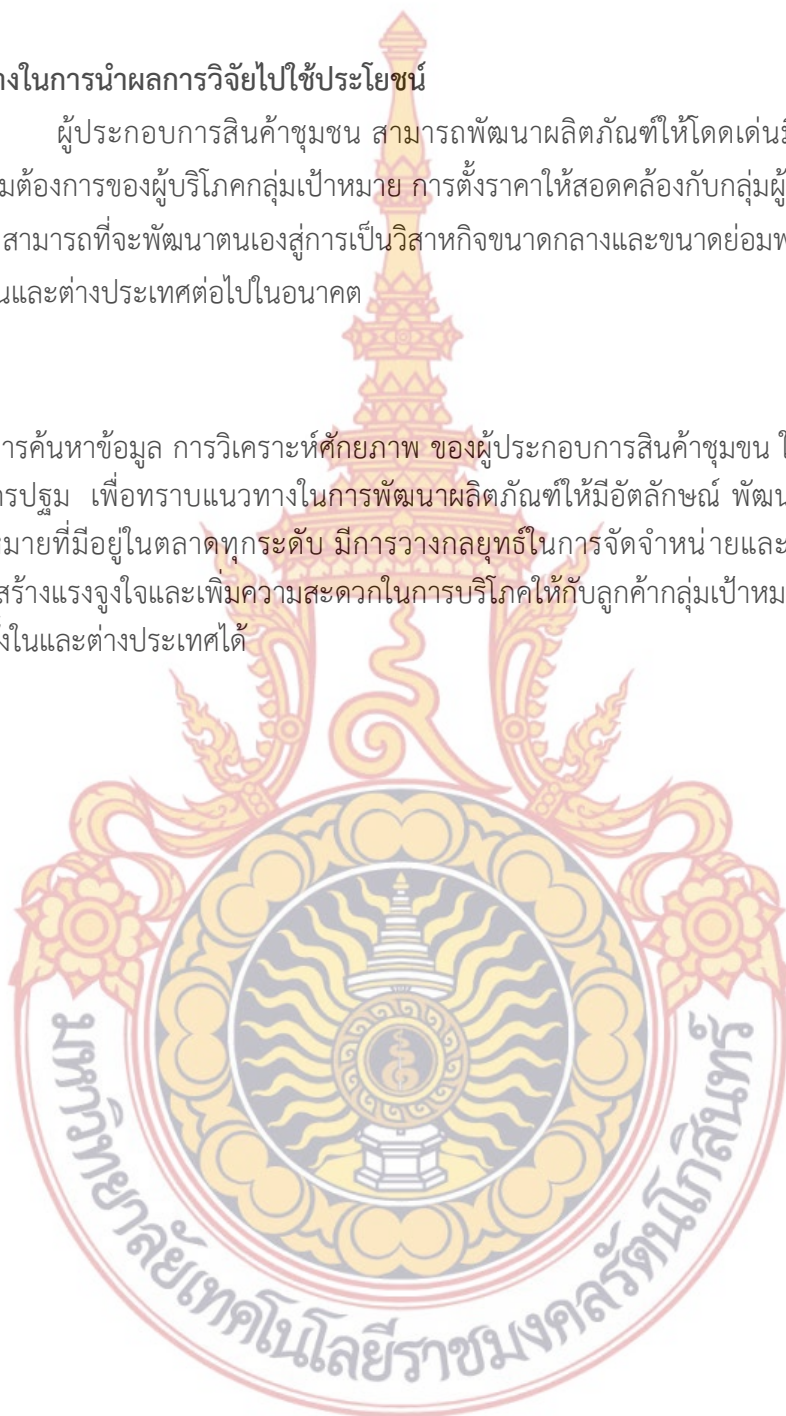 างในการนำผลการวิจัยไปใช้ประโยชน์
ผู้ประกอบการสินค้าชุมชน สามารถพัฒนาผลิตภัณฑ์ให้โดดเด่นมี
มต้องการของผู้บริโภคกลุ่มเป้าหมาย การตั้งราคาให้สอดคล้องกับกลุ่มผู้
สามารถที่จะพัฒนาตนเองสู่การเป็นวิสาหกิจขนาดกลางและขนาดย่อมพ
นและต่างประเทศต่อไปในอนาคต
ารค้นหาข้อมูล การวิเคราะห์ศักยภาพ ของผู้ประกอบการสินค้าชุมขน ใ
ครปฐม เพื่อทราบแนวทางในการพัฒนาผลิตภัณฑ์ให้มีอัตลักษณ์ พัฒน
หมายที่มีอยู่ในตลาดทุกระดับ มีการวางกลยุทธ์ในการจัดจำหน่ายและ
สร้างแรงจูงใจและเพิ่มความสะดวกในการบริโภคให้กับลูกค้ากลุ่มเป้าหม
ั้งในและต่างประเทศได้
มหาวิทยาลัยเทคโนโลยีราชมงคลรัตนโกสินทร์